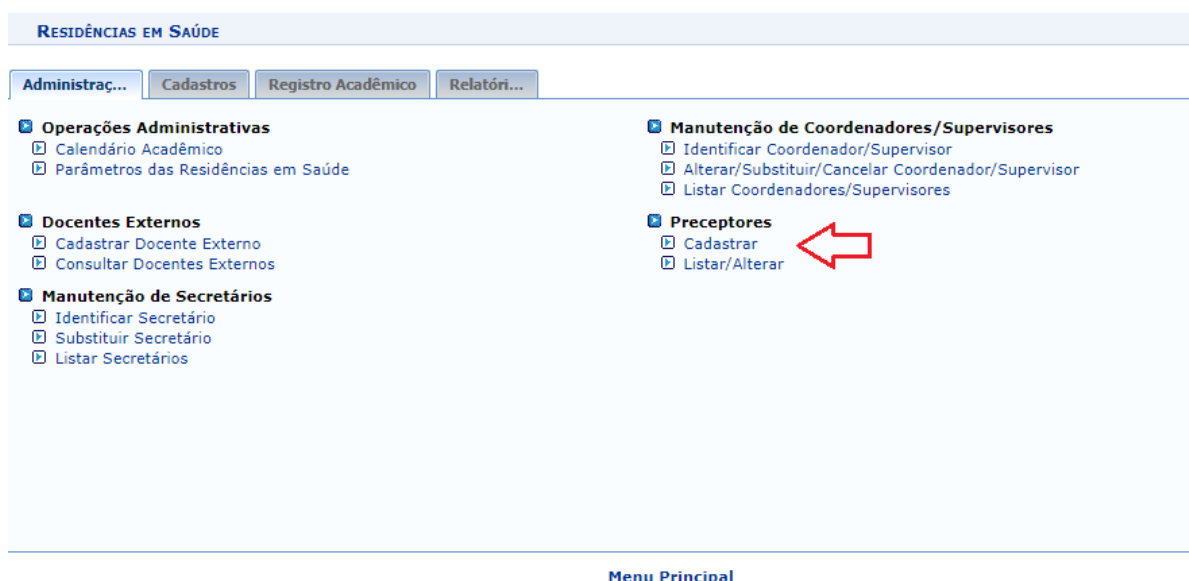 RESIDÊNCIAS EM SAÚDE
Administraç... Cadastros Registro Acadêmico Relatóri...
Operações Administrativas
Calendário Acadêmico
Parâmetros das Residências em Saúde
Manutenção de Coordenadores/Supervisores
Identificar Coordenador/Supervisor
Alterar/Substituir/Cancelar Coordenador/Supervisor
Listar Coordenadores/Supervisores
Docentes Externos
Cadastrar Docente Externo
Consultar Docentes Externos
Preceptores
Cadastrar
Listar/Alterar
Manutenção de Secretários
Identificar Secretário
Substituir Secretário
Listar Secretários
Menu Principal